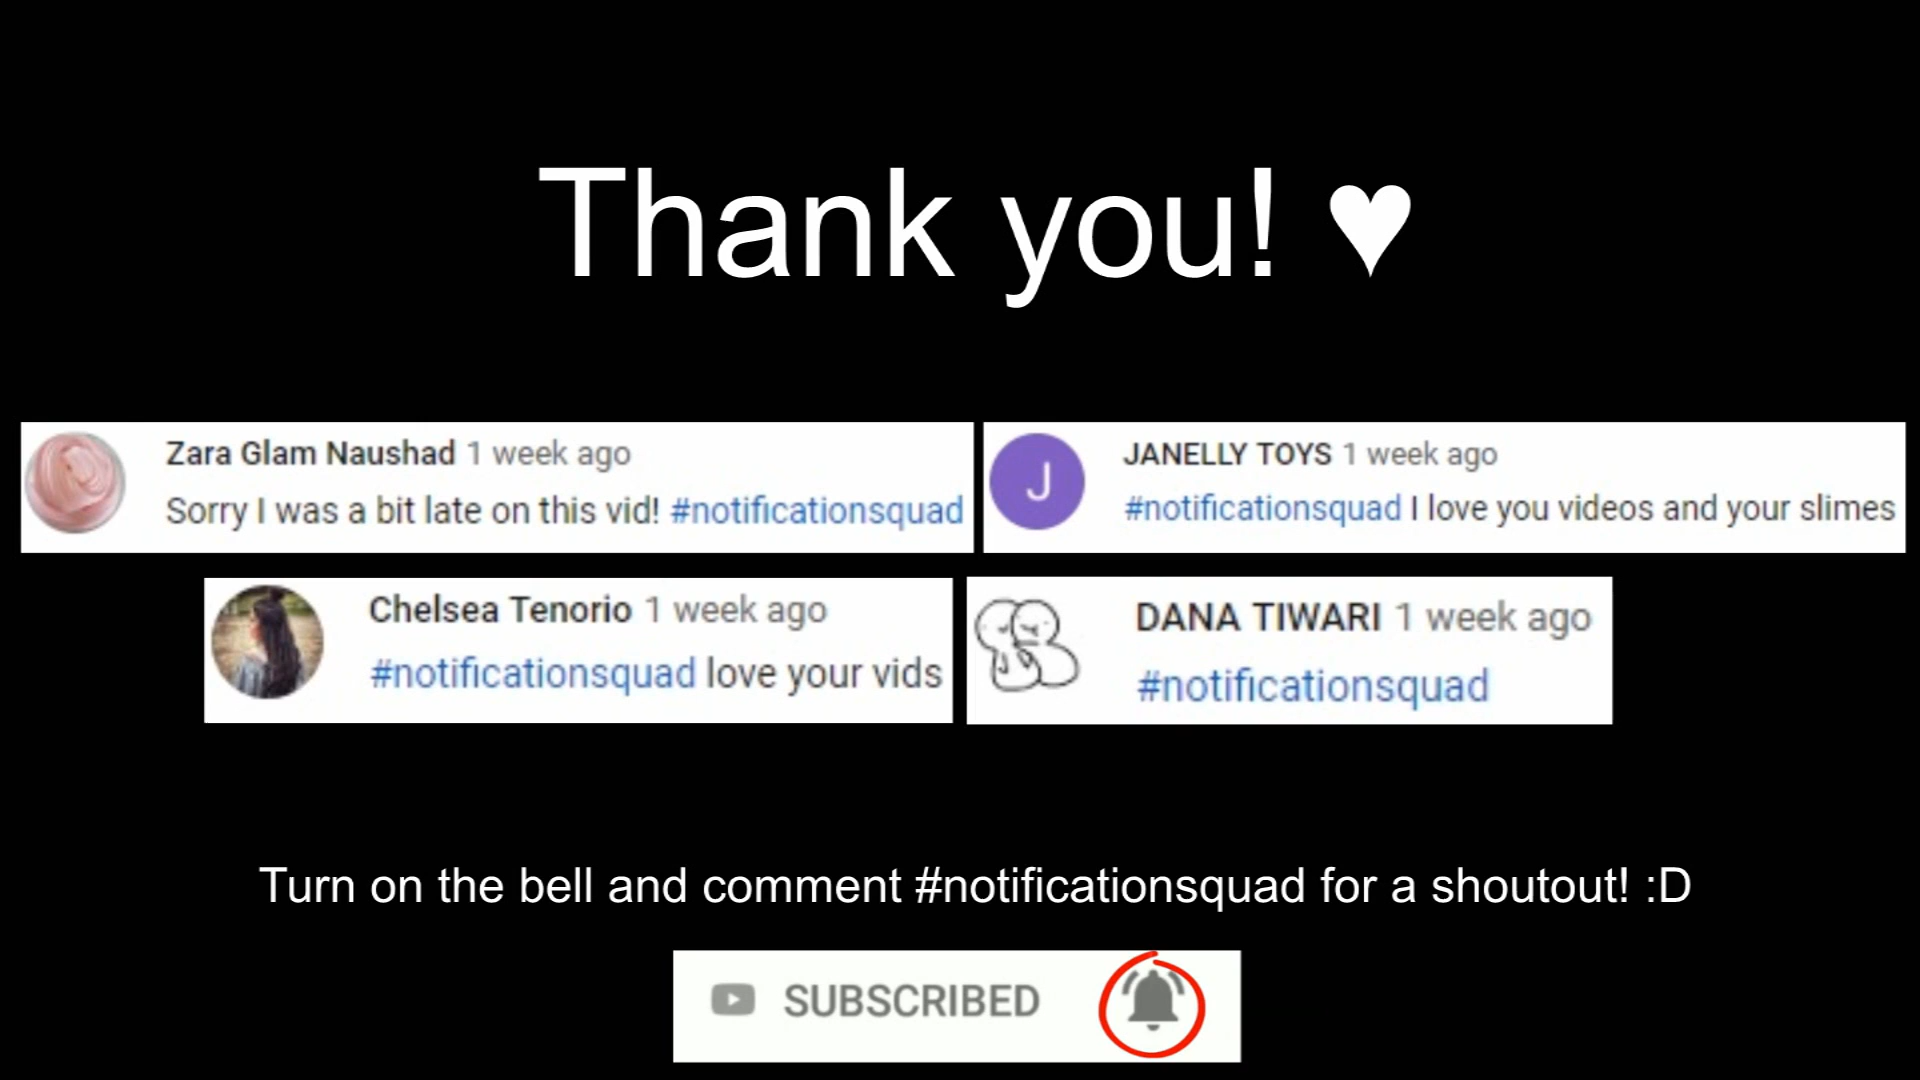 Thank you! ♥
Zara Glam Naushad 1 week ago
Sorry I was a bit late on this vid! #notificationsquad
J
JANELLY TOYS 1 week ago
#notificationsquad I love you videos and your slimes
Chelsea Tenorio 1 week ago
#notificationsquad love your vids
DANA TIWARI 1 week ago
#notificationsquad
Turn on the bell and comment #notificationsquad for a shoutout! :D
SUBSCRIBED